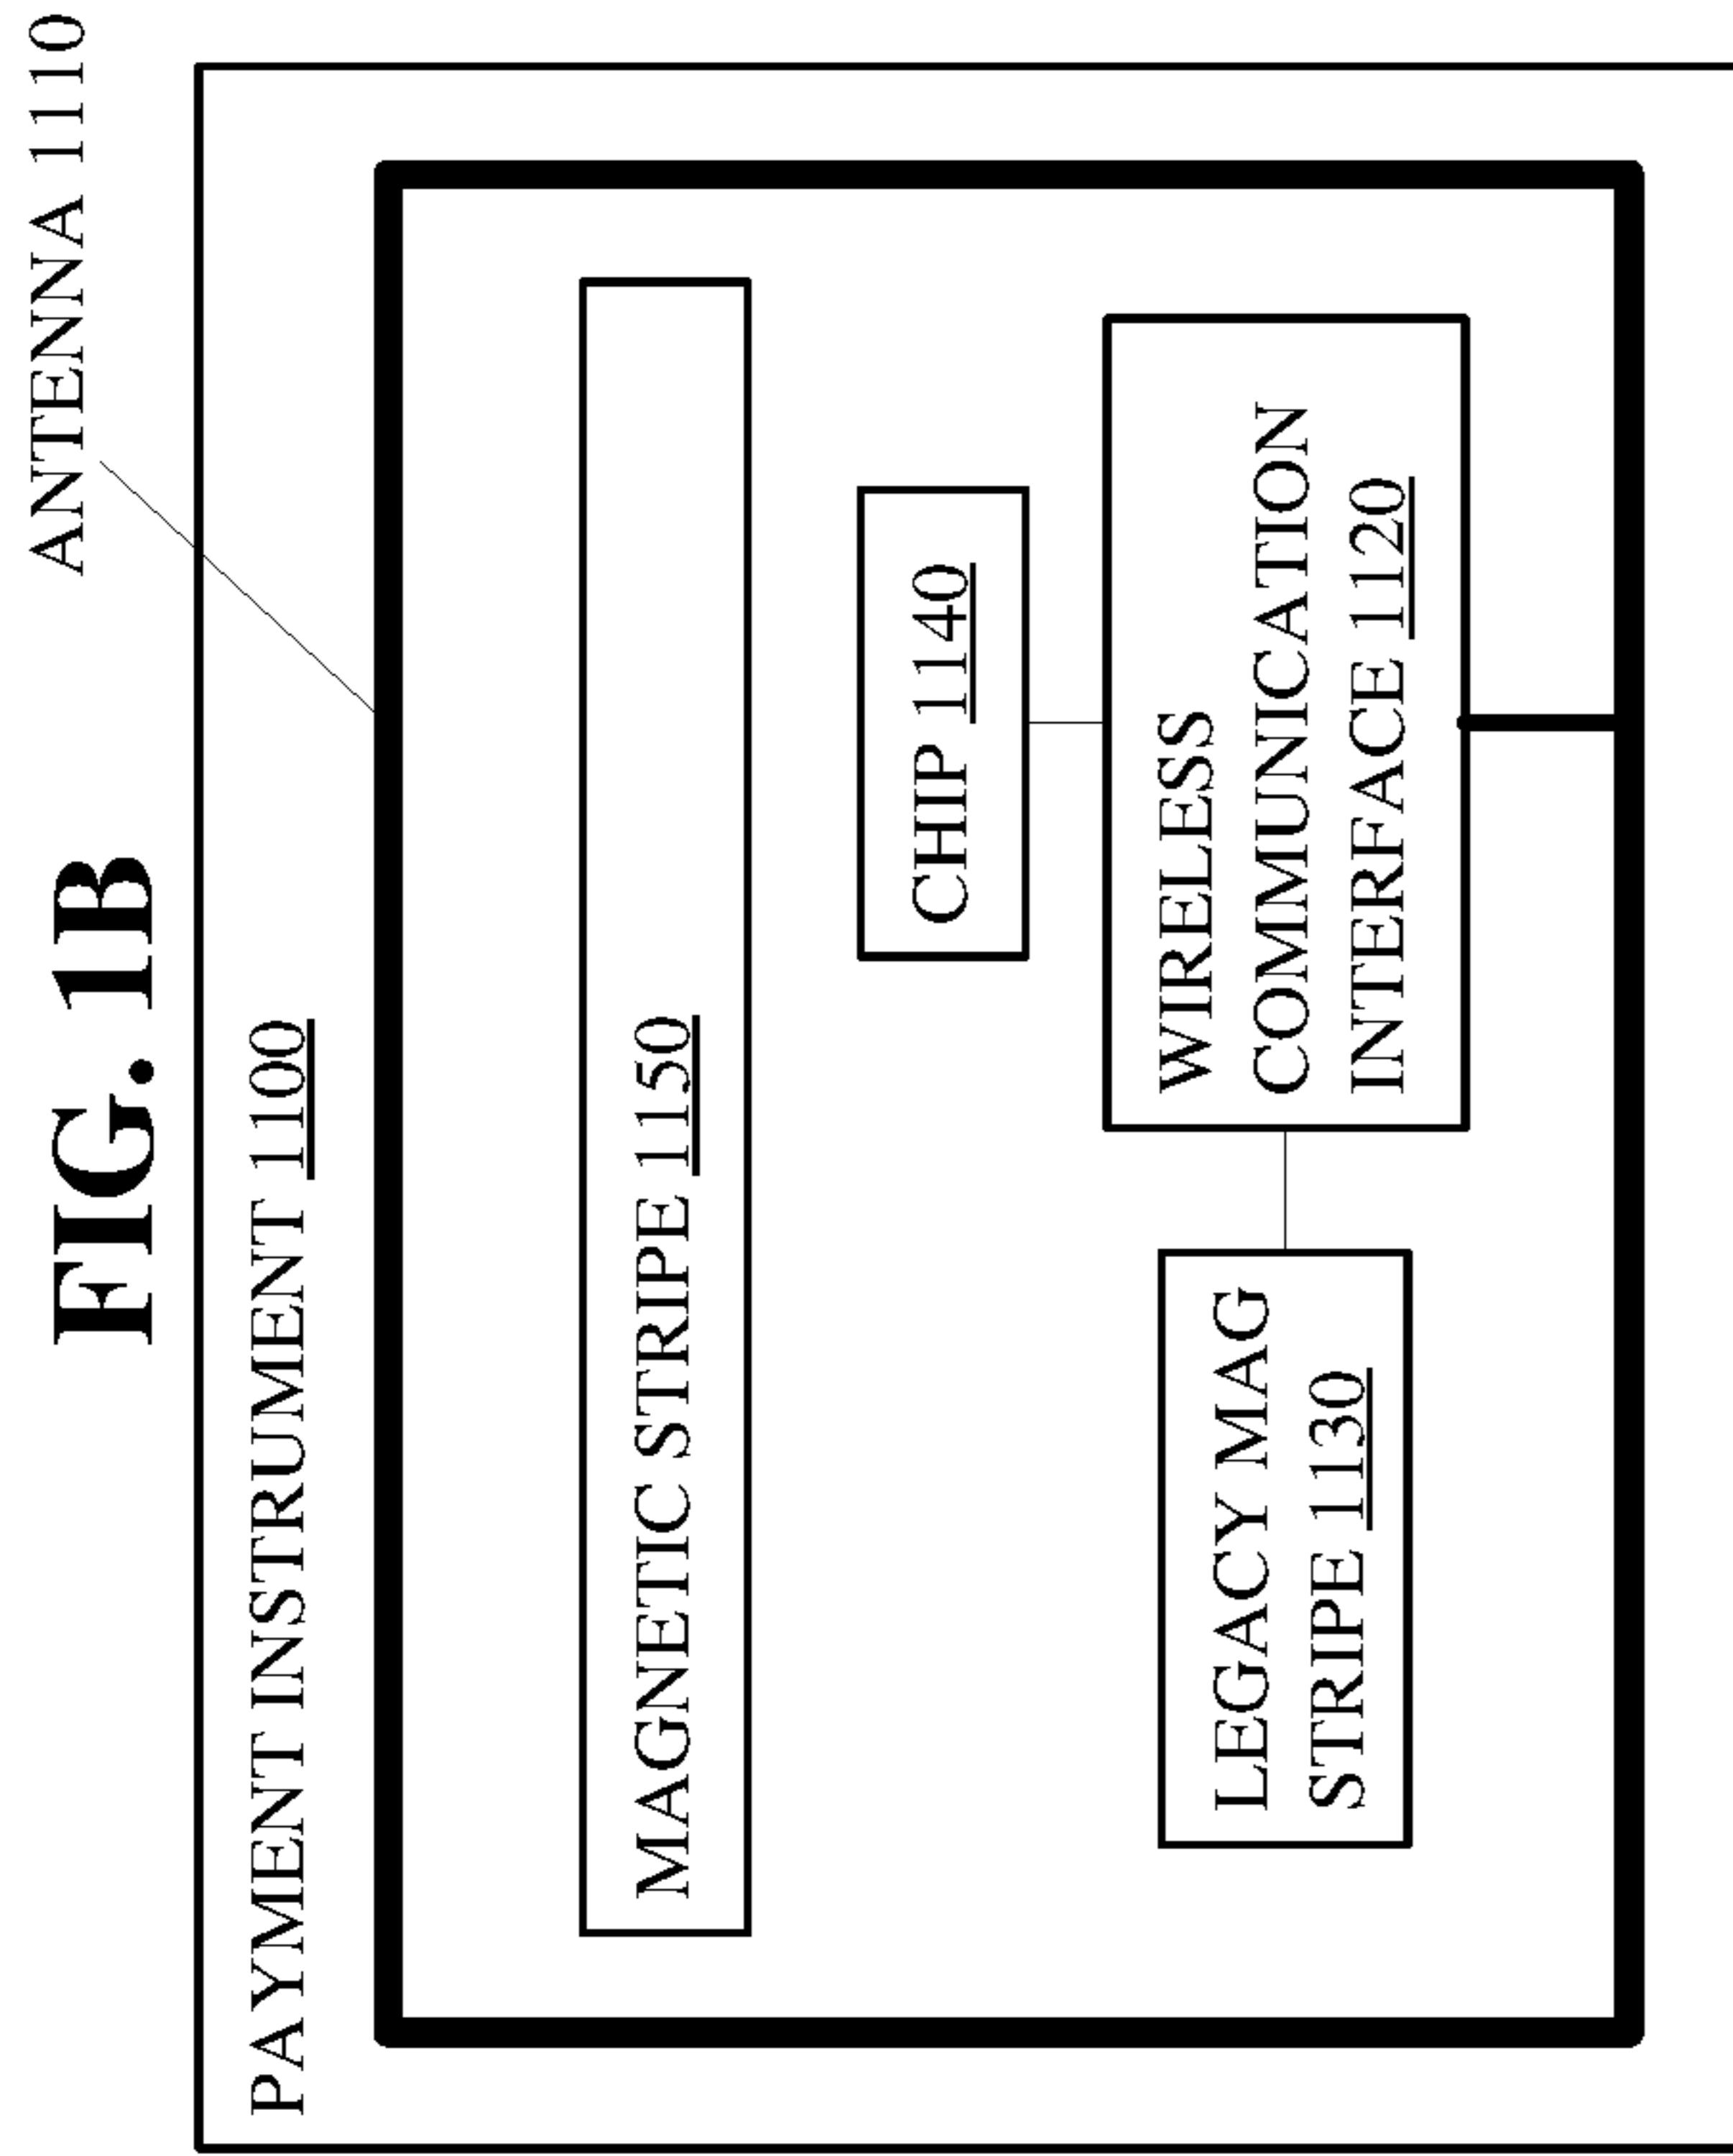 FIG. 1B
ANTENNA 1110
PAYMENT INSTRUMENT 1100
MAGNETIC STRIPE 1150
CHIP 1140
LEGACY MAG
STRIPE 1130
WIRELESS
COMMUNICATION
INTERFACE 1120